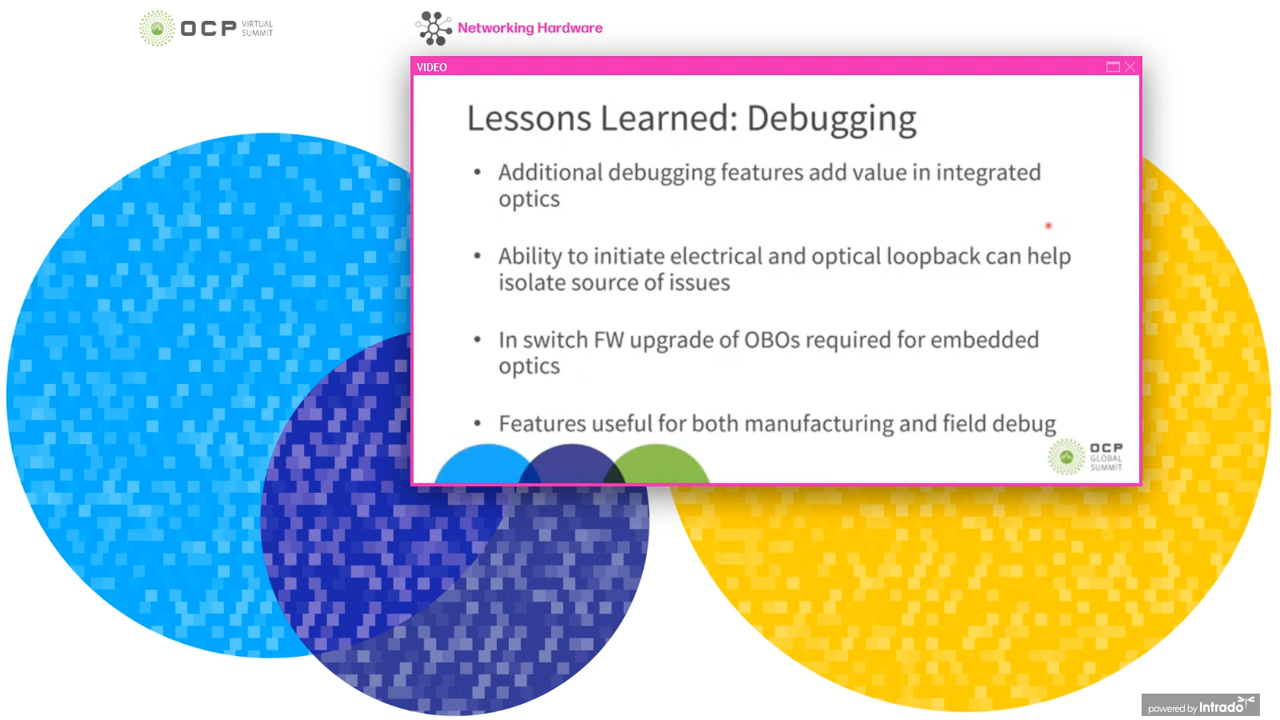 OCP VIRTUAL SUMMIT
Networking Hardware
VIDEO
Lessons Learned: Debugging
• Additional debugging features add value in integrated
optics
• Ability to initiate electrical and optical loopback can help
isolate source of issues
• In switch FW upgrade of OBOs required for embedded
optics
• Features useful for both manufacturing and field debug
OCP
GLOBAL
SUMMIT
powered by Intrado